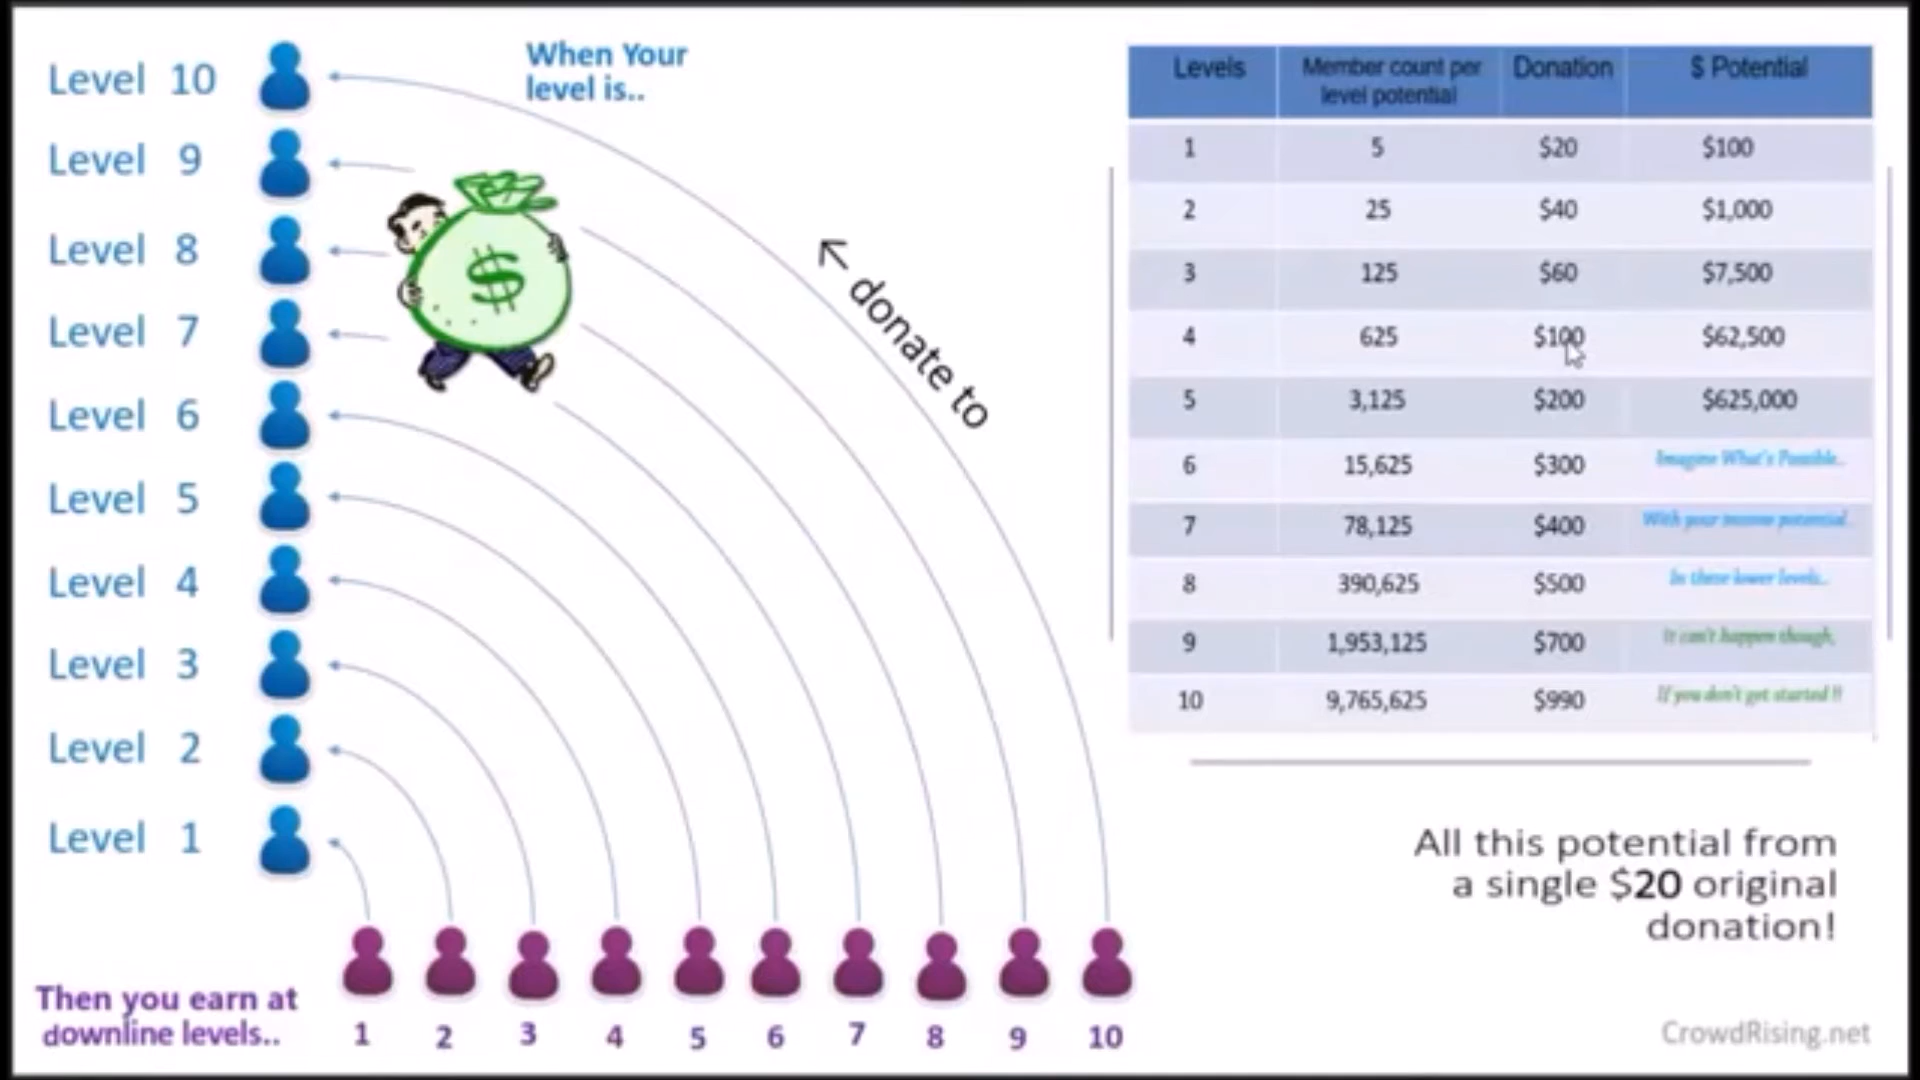 When Your
level is..
Level 10
Level 9
Level 8
Level 7
Level 6
Level 5
Level 4
Level 3
Level 2
Level 1
$
← donate to
Then you earn at
downline levels..
1 2 3 4 5 6 7 8 9 10
Levels Member count per level potential Donation $ Potential
1 5 $20 $100
2 25 $40 $1,000
3 125 $60 $7,500
4 625 $100 $62,500
5 3,125 $200 $625,000
6 15,625 $300 Imagine What's Possible..
7 78,125 $400 With your income potential..
8 390,625 $500 In these lower levels..
9 1,953,125 $700 It can't happen though,
10 9,765,625 $990 If you don't get started !!
All this potential from
a single $20 original
donation!
CrowdRising.net